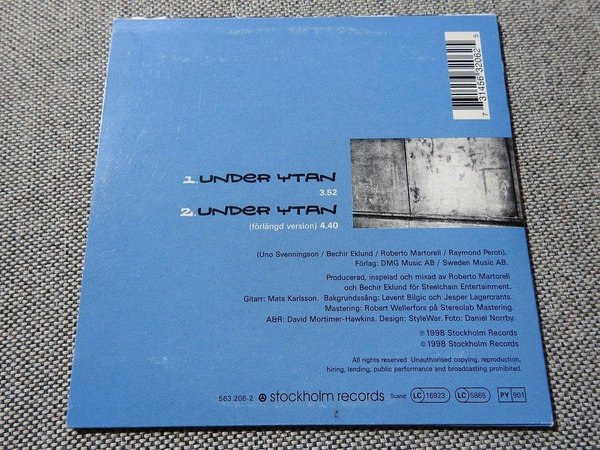 7 31456 32062 5
1. UNDER YTAN
3.52
2. UNDER YTAN
(förlängd version) 4.40
(Uno Svenningson / Bechir Eklund / Roberto Martorell / Raymond Peroti).
Förlag: DMG Music AB / Sweden Music AB.
Producerad, inspelad och mixad av Roberto Martorell
och Bechir Eklund för Steelchain Entertainment.
Gitarr: Mats Karlsson. Bakgrundssång: Levent Bilgic och Jesper Lagercrants.
Mastering: Robert Wellerfors på Stereolab Mastering.
A&R: David Mortimer-Hawkins. Design: StyleWar. Foto: Daniel Norrby.
℗ 1998 Stockholm Records
© 1998 Stockholm Records
All rights reserved. Unauthorised copying, reproduction,
hiring, lending, public performance and broadcasting prohibited.
563 206-2 stockholm records Scand: LC 16923 LC 5865 PY 901